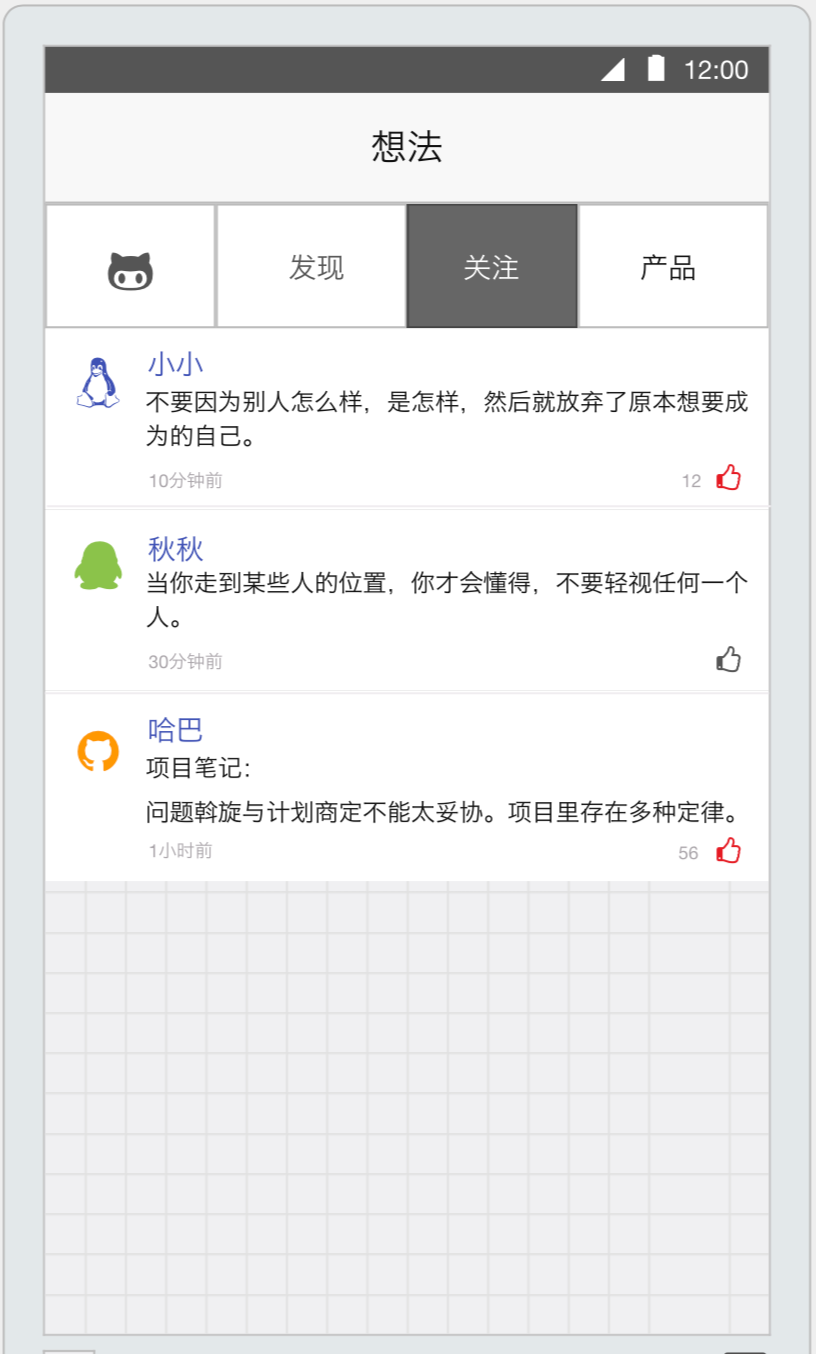 12:00
想法
发现
关注
产品
小小
不要因为别人怎么样，是怎样，然后就放弃了原本想要成
为的自己。
10分钟前
12
秋秋
当你走到某些人的位置，你才会懂得，不要轻视任何一个
人。
30分钟前
哈巴
项目笔记：
问题斡旋与计划商定不能太妥协。项目里存在多种定律。
1小时前
56